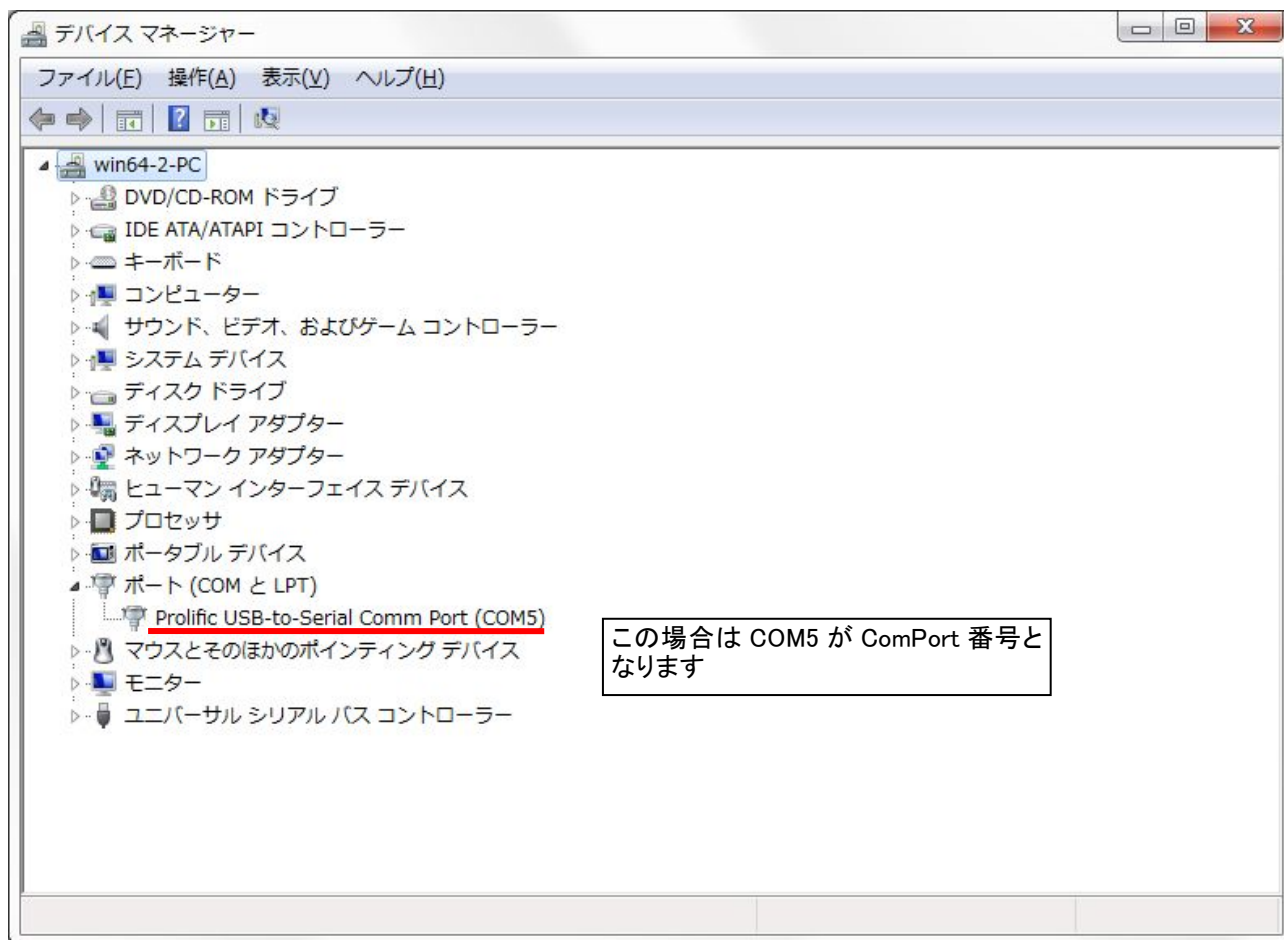 デバイス マネージャー
ファイル(F) 操作(A) 表示(V) ヘルプ(H)
win64-2-PC
DVD/CD-ROM ドライブ
IDE ATA/ATAPI コントローラー
キーボード
コンピューター
サウンド、ビデオ、およびゲーム コントローラー
システム デバイス
ディスク ドライブ
ディスプレイ アダプター
ネットワーク アダプター
ヒューマン インターフェイス デバイス
プロセッサ
ポータブル デバイス
ポート (COM と LPT)
Prolific USB-to-Serial Comm Port (COM5)
この場合は COM5 が ComPort 番号と
なります
マウスとそのほかのポインティング デバイス
モニター
ユニバーサル シリアル バス コントローラー